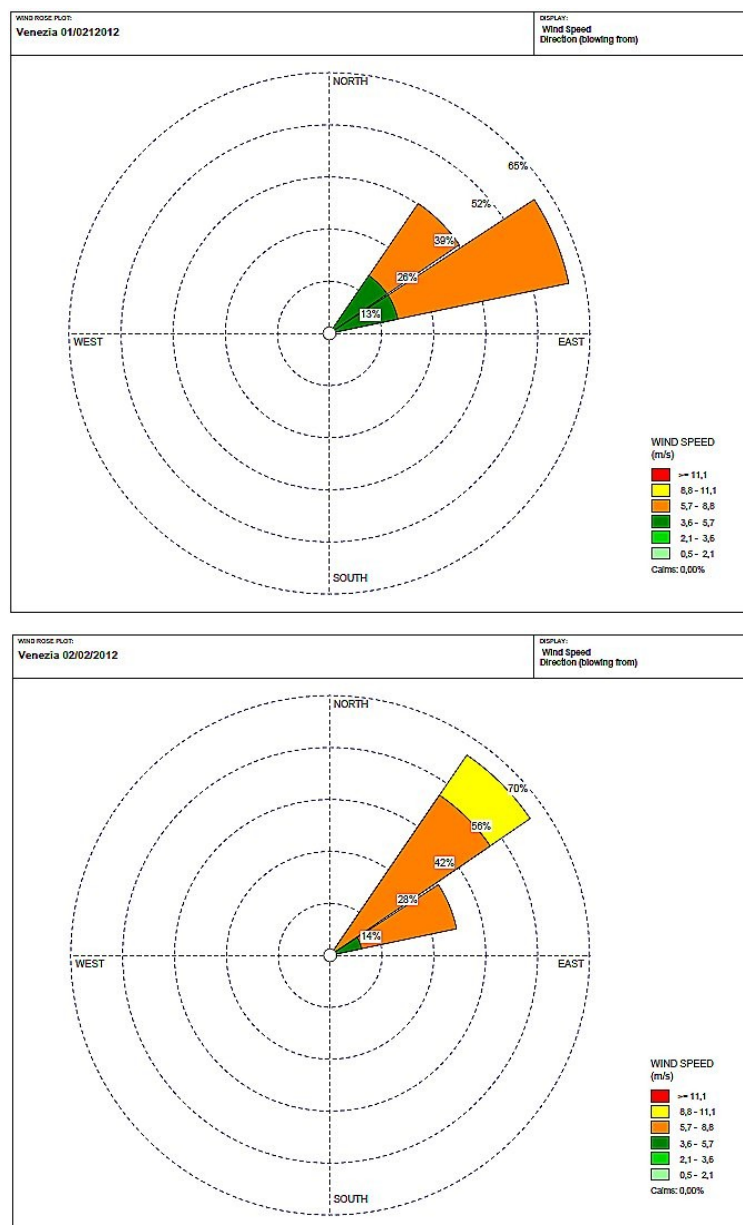 WIND ROSE PLOT:
Venezia 01/0212012
DISPLAY:
Wind Speed
Direction (blowing from)
NORTH
65%
52%
39%
26%
13%
WEST
EAST
SOUTH
WIND SPEED
(m/s)
>= 11,1
8,8 - 11,1
5,7 - 8,8
3,6 - 5,7
2,1 - 3,6
0,5 - 2,1
Calms: 0,00%
WIND ROSE PLOT:
Venezia 02/02/2012
DISPLAY:
Wind Speed
Direction (blowing from)
NORTH
70%
56%
42%
28%
14%
WEST
EAST
SOUTH
WIND SPEED
(m/s)
>= 11,1
8,8 - 11,1
5,7 - 8,8
3,6 - 5,7
2,1 - 3,6
0,5 - 2,1
Calms: 0,00%